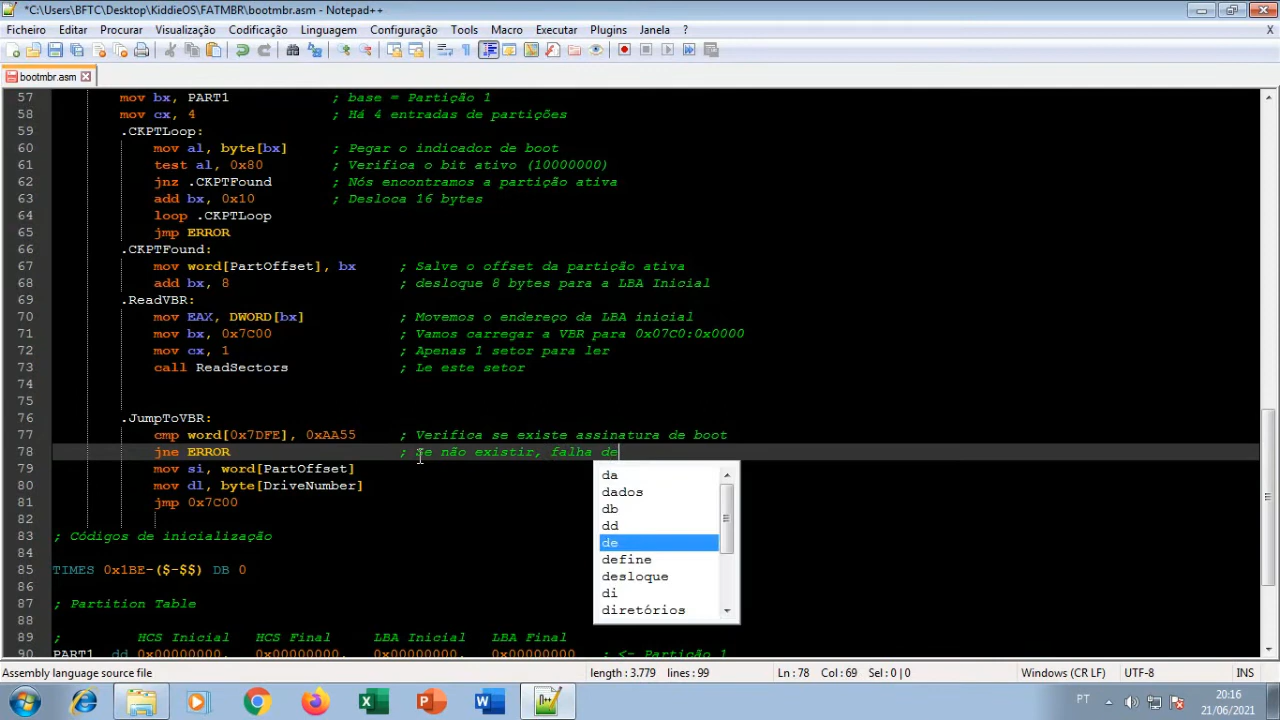 *C:\Users\BFTC\Desktop\KiddieOS\FATMBR\bootmbr.asm - Notepad++
Ficheiro Editar Procurar Visualização Codificação Linguagem Configuração Tools Macro Executar Plugins Janela ? X
bootmbr.asm
57 mov bx, PART1 ; base = Partição 1
58 mov cx, 4 ; Há 4 entradas de partições
59 .CKPTLoop:
60 mov al, byte[bx] ; Pegar o indicador de boot
61 test al, 0x80 ; Verifica o bit ativo (10000000)
62 jnz .CKPTFound ; Nós encontramos a partição ativa
63 add bx, 0x10 ; Desloca 16 bytes
64 loop .CKPTLoop
65 jmp ERROR
66 .CKPTFound:
67 mov word[PartOffset], bx ; Salve o offset da partição ativa
68 add bx, 8 ; desloque 8 bytes para a LBA Inicial
69 .ReadVBR:
70 mov EAX, DWORD[bx] ; Movemos o endereço da LBA inicial
71 mov bx, 0x7C00 ; Vamos carregar a VBR para 0x07C0:0x0000
72 mov cx, 1 ; Apenas 1 setor para ler
73 call ReadSectors ; Le este setor
74
75
76 .JumpToVBR:
77 cmp word[0x7DFE], 0xAA55 ; Verifica se existe assinatura de boot
78 jne ERROR ; Se não existir, falha de
79 mov si, word[PartOffset]
80 mov dl, byte[DriveNumber]
81 jmp 0x7C00
82
83 ; Códigos de inicialização
84
85 TIMES 0x1BE-($-$$) DB 0
86
87 ; Partition Table
88
89 ; HCS Inicial HCS Final LBA Inicial LBA Final
90 PART1 dd 0x00000000, 0x00000000, 0x00000000, 0x00000000 ; <- Partição 1
da
dados
db
dd
de
define
desloque
di
diretórios
Assembly language source file length : 3.779 lines : 99 Ln : 78 Col : 69 Sel : 0 | 0 Windows (CR LF) UTF-8 INS
PT 20:16
21/06/2021